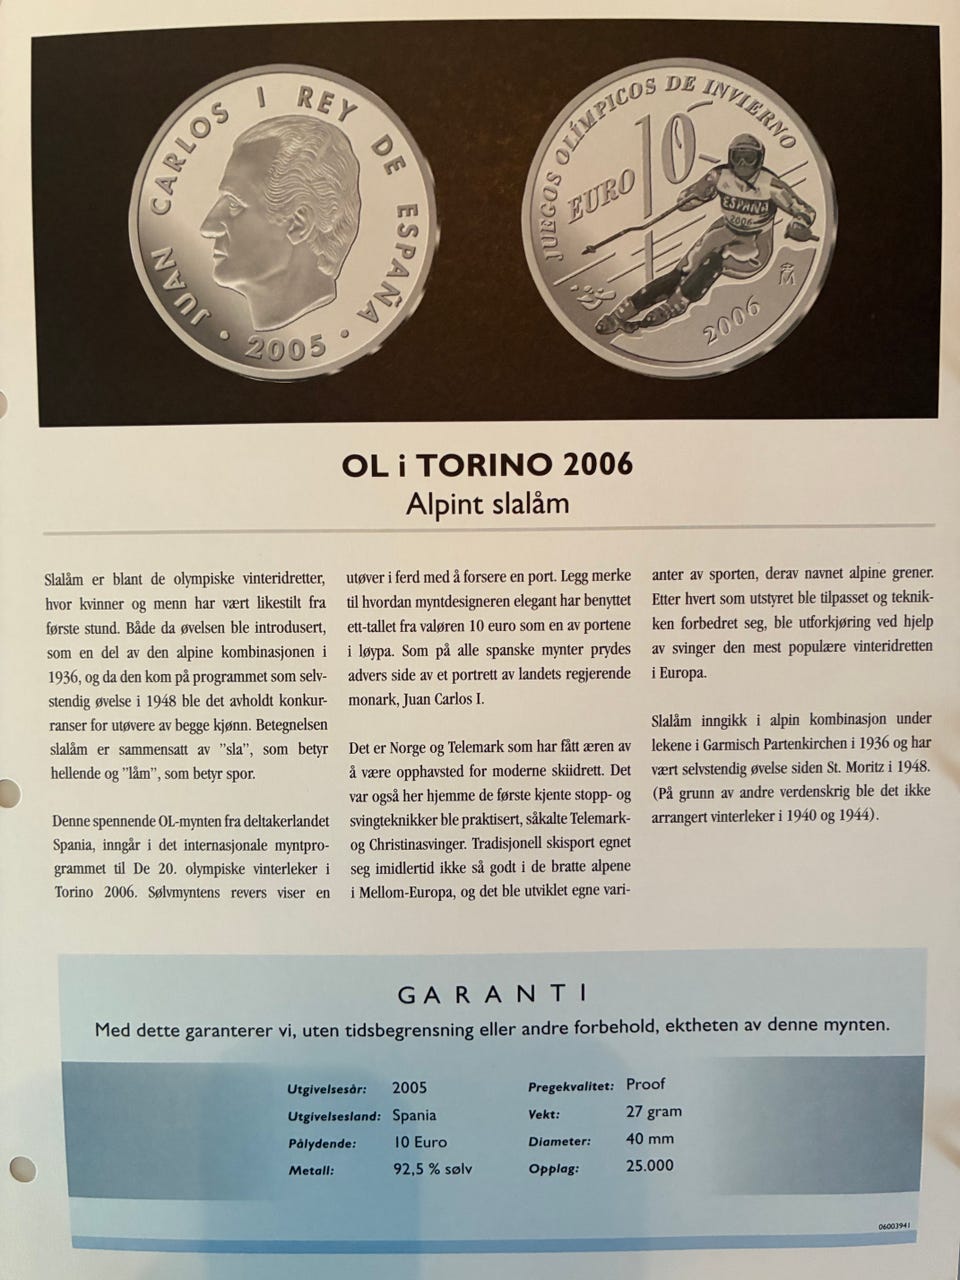 JUAN CARLOS I REY DE ESPAÑA
• 2005 •
JUEGOS OLÍMPICOS DE INVIERNO
EURO 10
ESPAÑA
2006
M
2006
OL i TORINO 2006
Alpint slalåm
Slalåm er blant de olympiske vinteridretter,
hvor kvinner og menn har vært likestilt fra
første stund. Både da øvelsen ble introdusert,
som en del av den alpine kombinasjonen i
1936, og da den kom på programmet som selv-
stendig øvelse i 1948 ble det avholdt konkur-
ranser for utøvere av begge kjønn. Betegnelsen
slalåm er sammensatt av ”sla”, som betyr
hellende og ”låm”, som betyr spor.
Denne spennende OL-mynten fra deltakerlandet
Spania, inngår i det internasjonale myntpro-
grammet til De 20. olympiske vinterleker i
Torino 2006. Sølvmyntens revers viser en
utøver i ferd med å forsere en port. Legg merke
til hvordan myntdesigneren elegant har benyttet
ett-tallet fra valøren 10 euro som en av portene
i løypa. Som på alle spanske mynter prydes
advers side av et portrett av landets regjerende
monark, Juan Carlos I.
Det er Norge og Telemark som har fått æren av
å være opphavsted for moderne skiidrett. Det
var også her hjemme de første kjente stopp- og
svingteknikker ble praktisert, såkalte Telemark-
og Christinasvinger. Tradisjonell skisport egnet
seg imidlertid ikke så godt i de bratte alpene
i Mellom-Europa, og det ble utviklet egne vari-
anter av sporten, derav navnet alpine grener.
Etter hvert som utstyret ble tilpasset og teknik-
ken forbedret seg, ble utforkjøring ved hjelp
av svinger den mest populære vinteridretten
i Europa.
Slalåm inngikk i alpin kombinasjon under
lekene i Garmisch Partenkirchen i 1936 og har
vært selvstendig øvelse siden St. Moritz i 1948.
(På grunn av andre verdenskrig ble det ikke
arrangert vinterleker i 1940 og 1944).
GARANTI
Med dette garanterer vi, uten tidsbegrensning eller andre forbehold, ektheten av denne mynten.
Utgivelsesår: 2005
Utgivelsesland: Spania
Pålydende: 10 Euro
Metall: 92,5 % sølv
Pregekvalitet: Proof
Vekt: 27 gram
Diameter: 40 mm
Opplag: 25.000
06003941